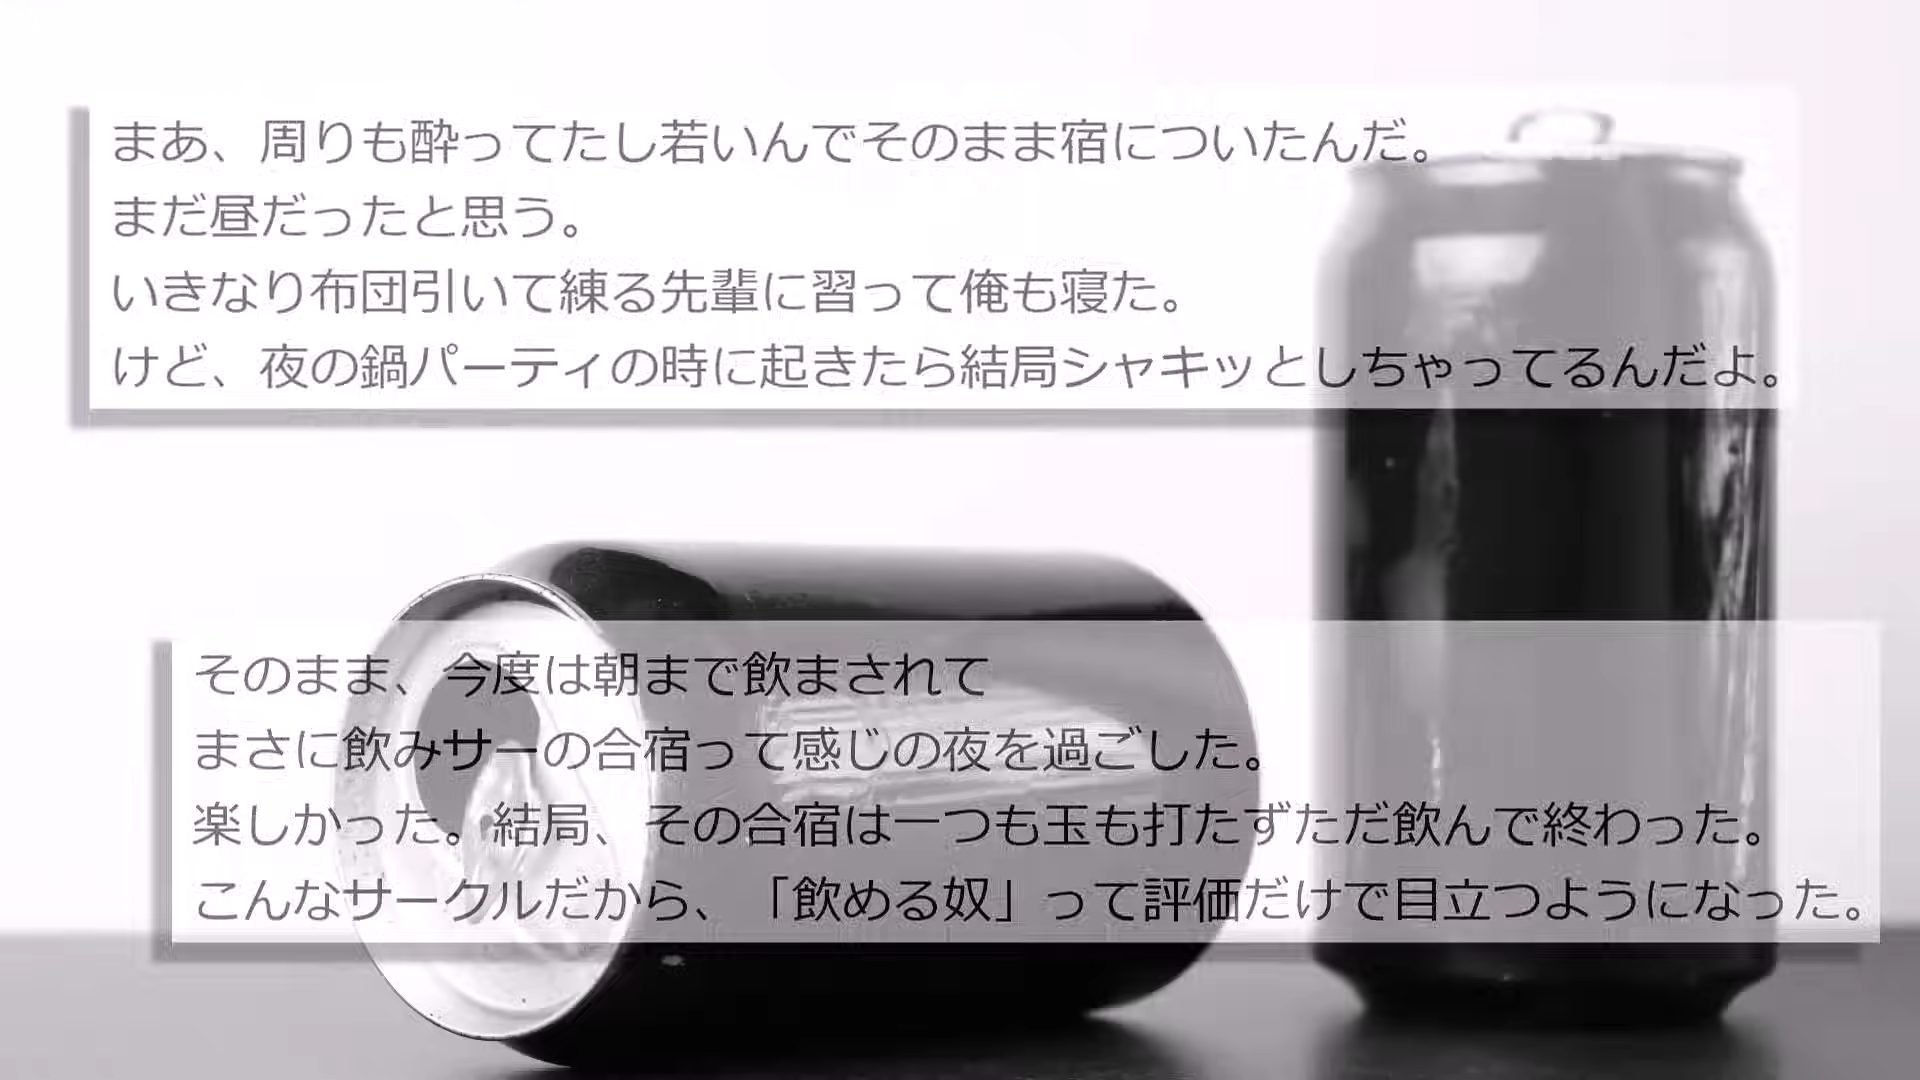 まあ、周りも酔ってたし若いんでそのまま宿についたんだ。
まだ昼だったと思う。
いきなり布団引いて練る先輩に習って俺も寝た。
けど、夜の鍋パーティの時に起きたら結局シャキッとしちゃってるんだよ。
そのまま、今度は朝まで飲まされて
まさに飲みサーの合宿って感じの夜を過ごした。
楽しかった。結局、その合宿は一つも玉も打たずただ飲んで終わった。
こんなサークルだから、「飲める奴」って評価だけで目立つようになった。